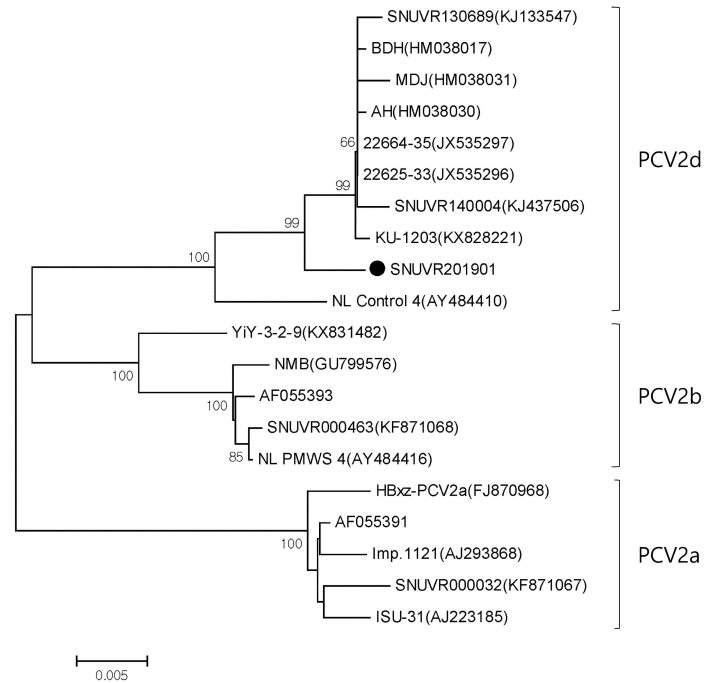 SNUVR130689(KJ133547)
BDH(HM038017)
MDJ(HM038031)
AH(HM038030)
66
22664-35(JX535297)
PCV2d
22625-33(JX535296)
99
SNUVR140004(KJ437506)
99
KU-1203(KX828221)
100
SNUVR201901
NL Control 4(AY484410)
YiY-3-2-9(KX831482)
NMB(GU799576)
100
AF055393
PCV2b
100
SNUVR000463(KF871068)
85
NL PMWS 4(AY484416)
HBxz-PCV2a(FJ870968)
AF055391
100
Imp.1121(AJ293868)
PCV2a
SNUVR000032(KF871067)
ISU-31(AJ223185)
0.005